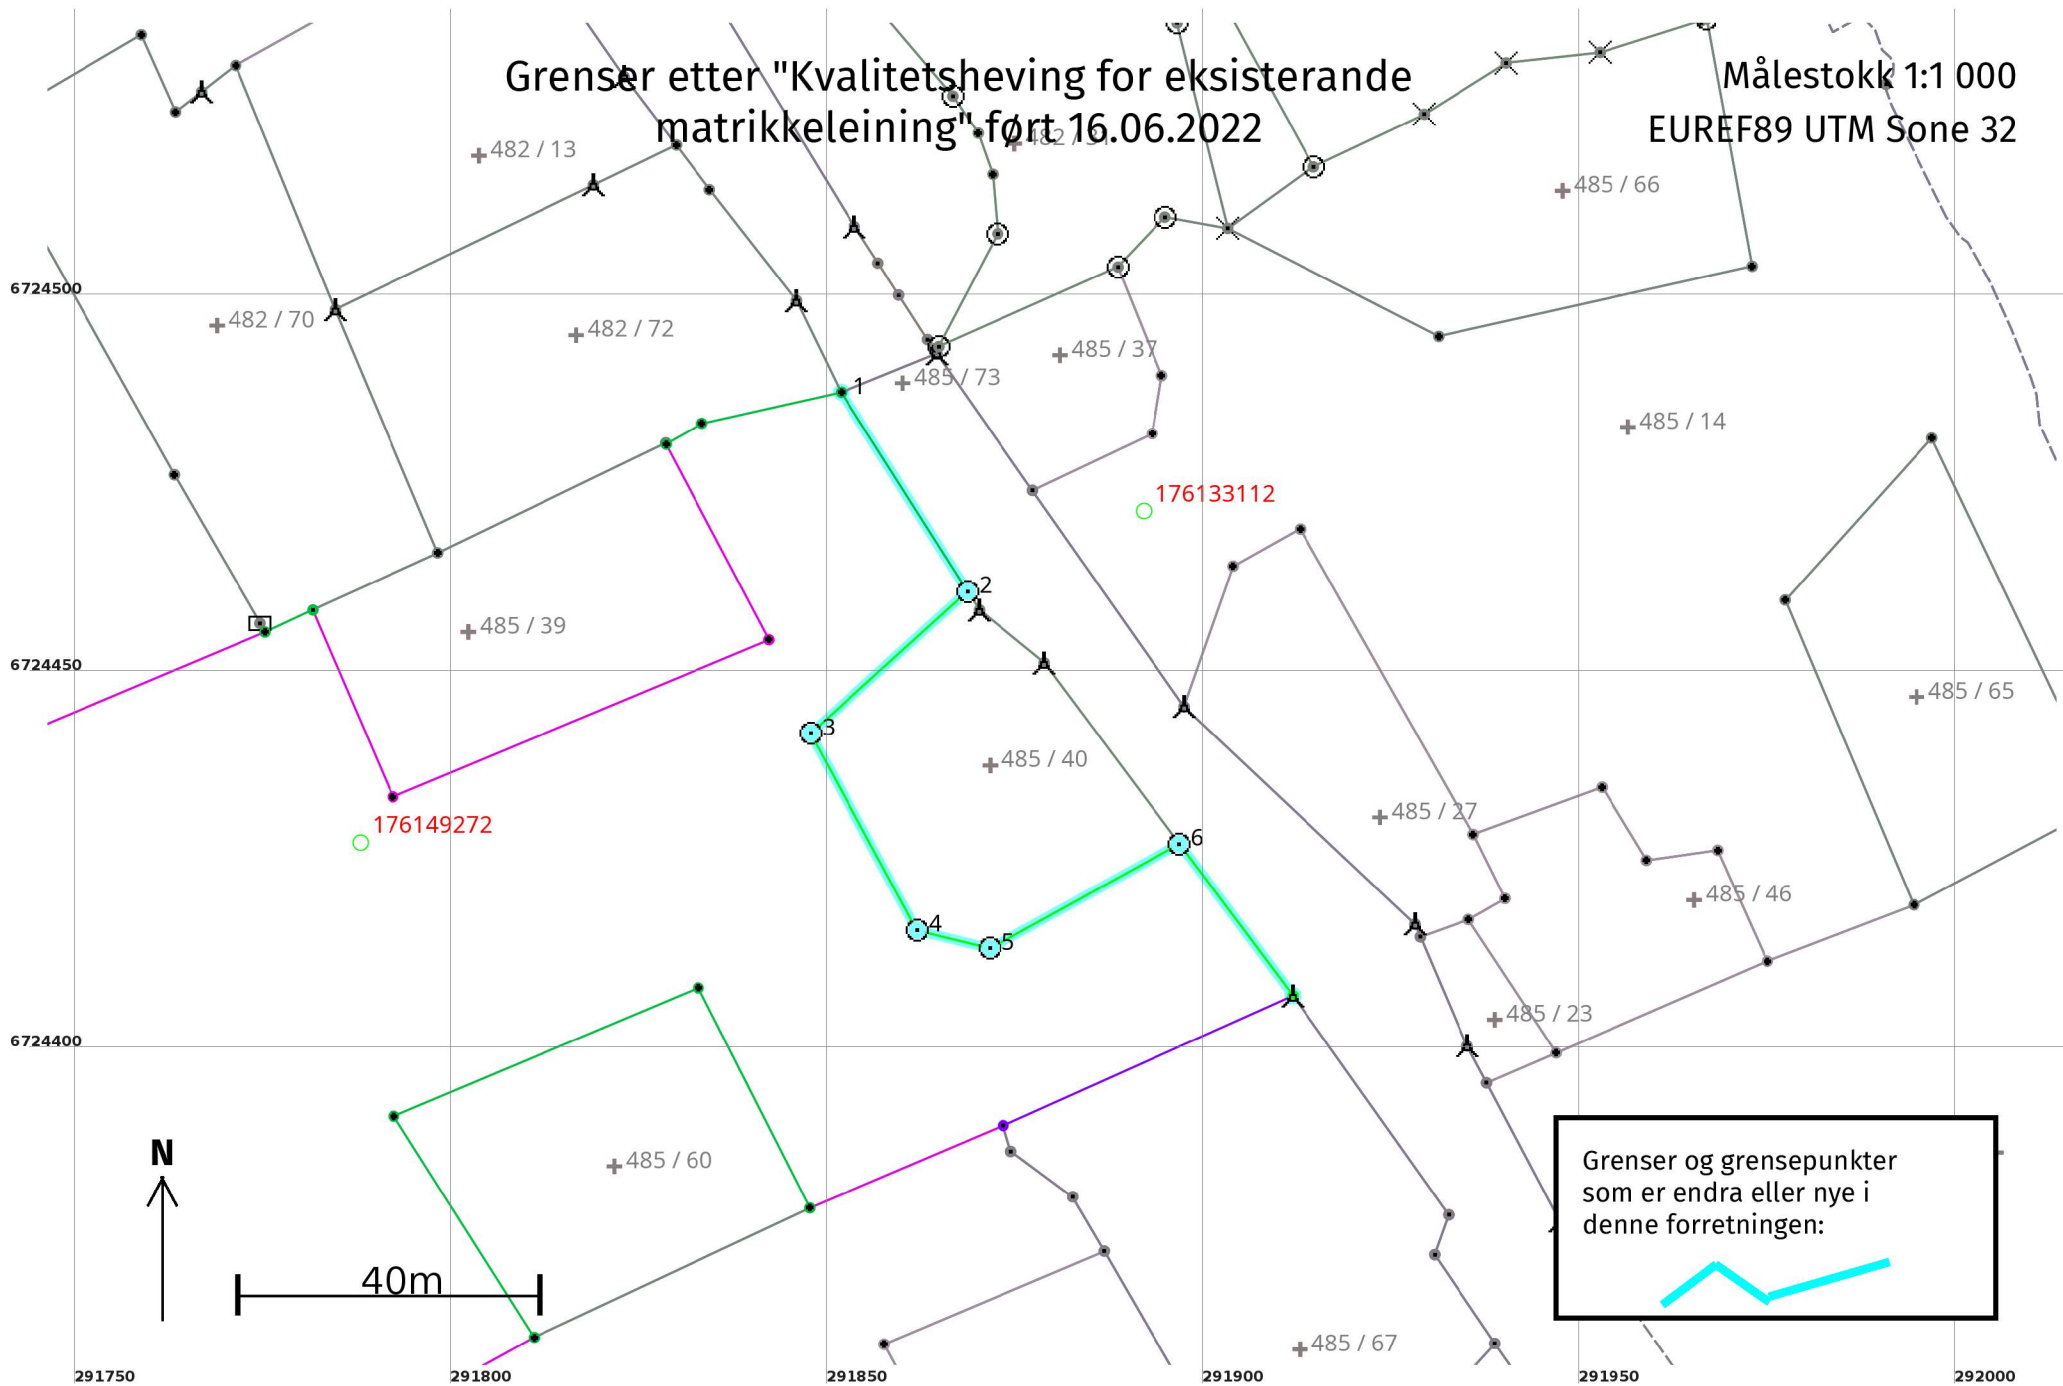 Grenser etter "Kvalitetsheving for eksisterande
matrikkeleining" ført 16.06.2022
Målestokk 1:1 000
EUREF89 UTM Sone 32
482 / 13
482 / 31
485 / 66
6724500
482 / 70
482 / 72
485 / 37
485 / 73
1
485 / 14
176133112
2
485 / 39
6724450
485 / 65
3
485 / 40
485 / 27
176149272
6
485 / 46
4
5
485 / 23
6724400
485 / 60
N
40m
Grenser og grensepunkter
som er endra eller nye i
denne forretningen:
485 / 67
291750
291800
291850
291900
291950
292000